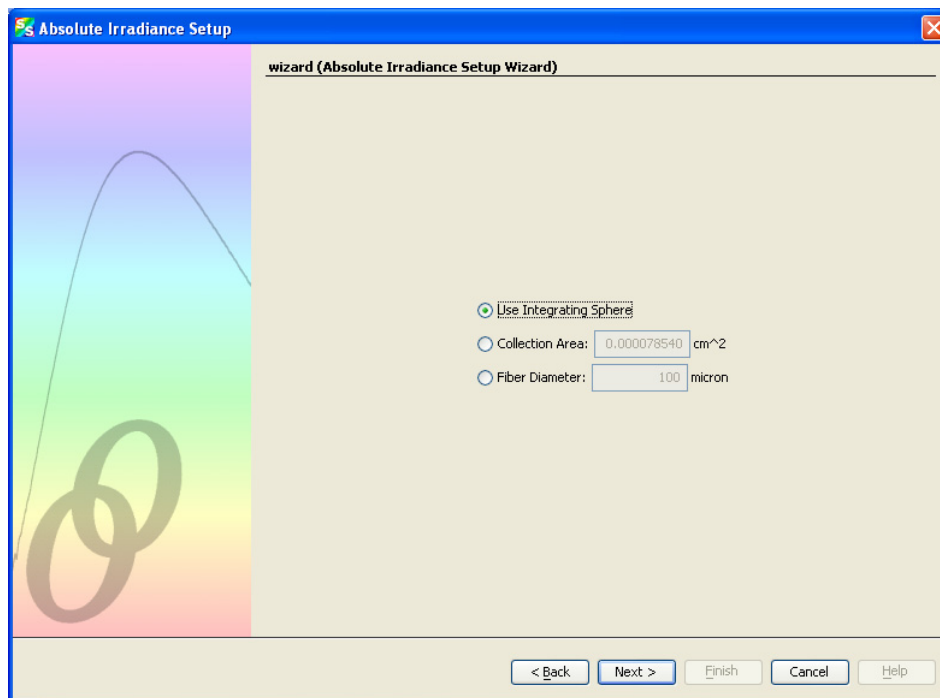 Absolute Irradiance Setup
wizard (Absolute Irradiance Setup Wizard)
Use Integrating Sphere
Collection Area: 0.000078540 cm^2
Fiber Diameter: 100 micron
< Back Next > Finish Cancel Help